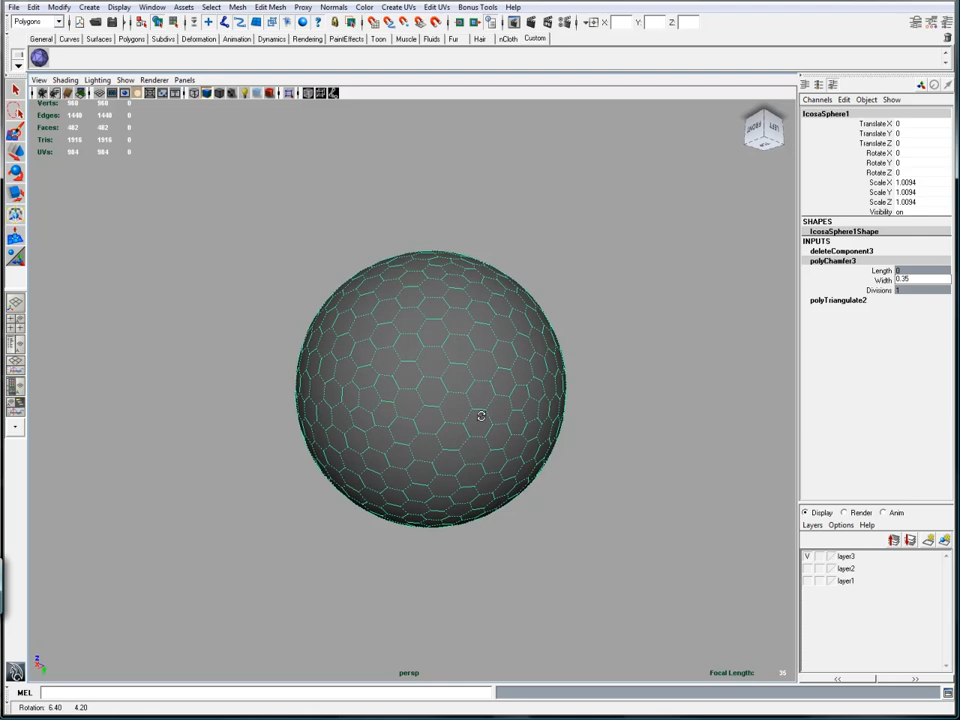 File Edit Modify Create Display Window Assets Select Mesh Edit Mesh Proxy Normals Color Create UVs Edit UVs Bonus Tools Help
Polygons X: Y: Z:
General Curves Surfaces Polygons Subdivs Deformation Animation Dynamics Rendering PaintEffects Toon Muscle Fluids Fur Hair nCloth Custom
View Shading Lighting Show Renderer Panels
Verts: 960 960 0
Edges: 1440 1440 0
Faces: 482 482 0
Tris: 1916 1916 0
UVs: 984 984 0
FRONT LEFT
Channels Edit Object Show
IcosaSphere1
Translate X 0
Translate Y 0
Translate Z 0
Rotate X 0
Rotate Y 0
Rotate Z 0
Scale X 1.0094
Scale Y 1.0094
Scale Z 1.0094
Visibility on
SHAPES
IcosaSphere1Shape
INPUTS
deleteComponent3
polyChamfer3
Length 0
Width 0.35
Divisions 1
polyTriangulate2
Display Render Anim
Layers Options Help
V layer3
layer2
layer1
persp
Focal Length: 35
MEL
Rotation: 6.40 4.20